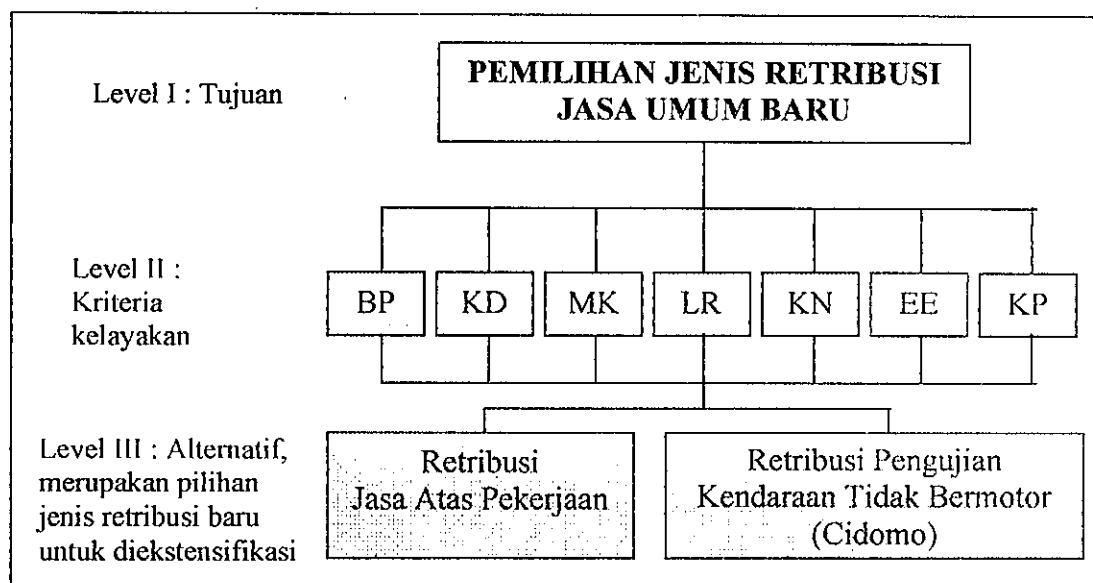 Level I : Tujuan
PEMILIHAN JENIS RETRIBUSI
JASA UMUM BARU
Level II :
Kriteria
kelayakan
BP KD MK LR KN EE KP
Level III : Alternatif,
merupakan pilihan
jenis retribusi baru
untuk diekstensifikasi
Retribusi
Jasa Atas Pekerjaan
Retribusi Pengujian
Kendaraan Tidak Bermotor
(Cidomo)